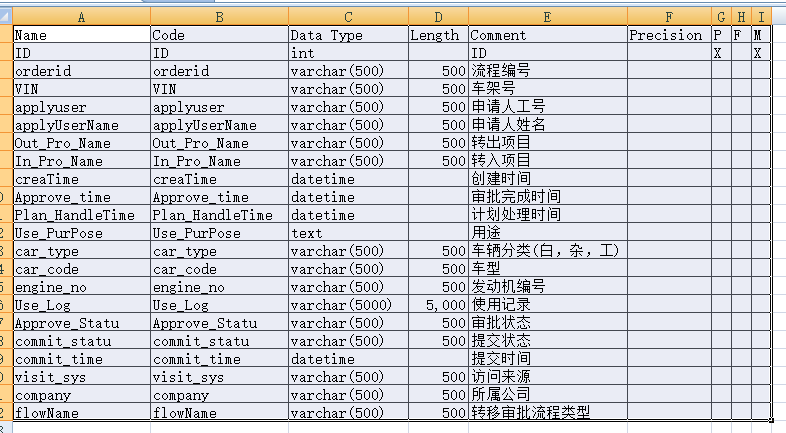 A B C D E F G H I
Name Code Data Type Length Comment Precision P F M
ID ID int ID X X
orderid orderid varchar(500) 500 流程编号
VIN VIN varchar(500) 500 车架号
applyuser applyuser varchar(500) 500 申请人工号
applyUserName applyUserName varchar(500) 500 申请人姓名
Out_Pro_Name Out_Pro_Name varchar(500) 500 转出项目
In_Pro_Name In_Pro_Name varchar(500) 500 转入项目
creaTime creaTime datetime 创建时间
Approve_time Approve_time datetime 审批完成时间
Plan_HandleTime Plan_HandleTime datetime 计划处理时间
Use_PurPose Use_PurPose text 用途
car_type car_type varchar(500) 500 车辆分类(白，杂，工)
car_code car_code varchar(500) 500 车型
engine_no engine_no varchar(500) 500 发动机编号
Use_Log Use_Log varchar(5000) 5,000 使用记录
Approve_Statu Approve_Statu varchar(500) 500 审批状态
commit_statu commit_statu varchar(500) 500 提交状态
commit_time commit_time datetime 提交时间
visit_sys visit_sys varchar(500) 500 访问来源
company company varchar(500) 500 所属公司
flowName flowName varchar(500) 500 转移审批流程类型